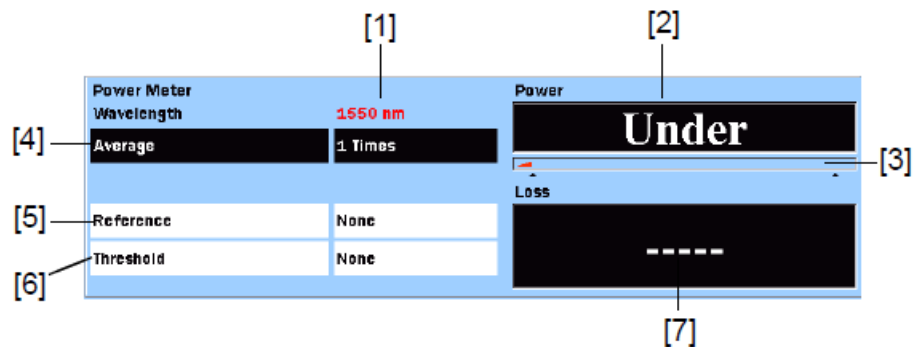 [1]
[2]
Power Meter
Power
Wavelength 1550 nm
Under
[4]
Average 1 Times
[3]
Loss
[5]
Reference None
-----
[6]
Threshold None
[7]